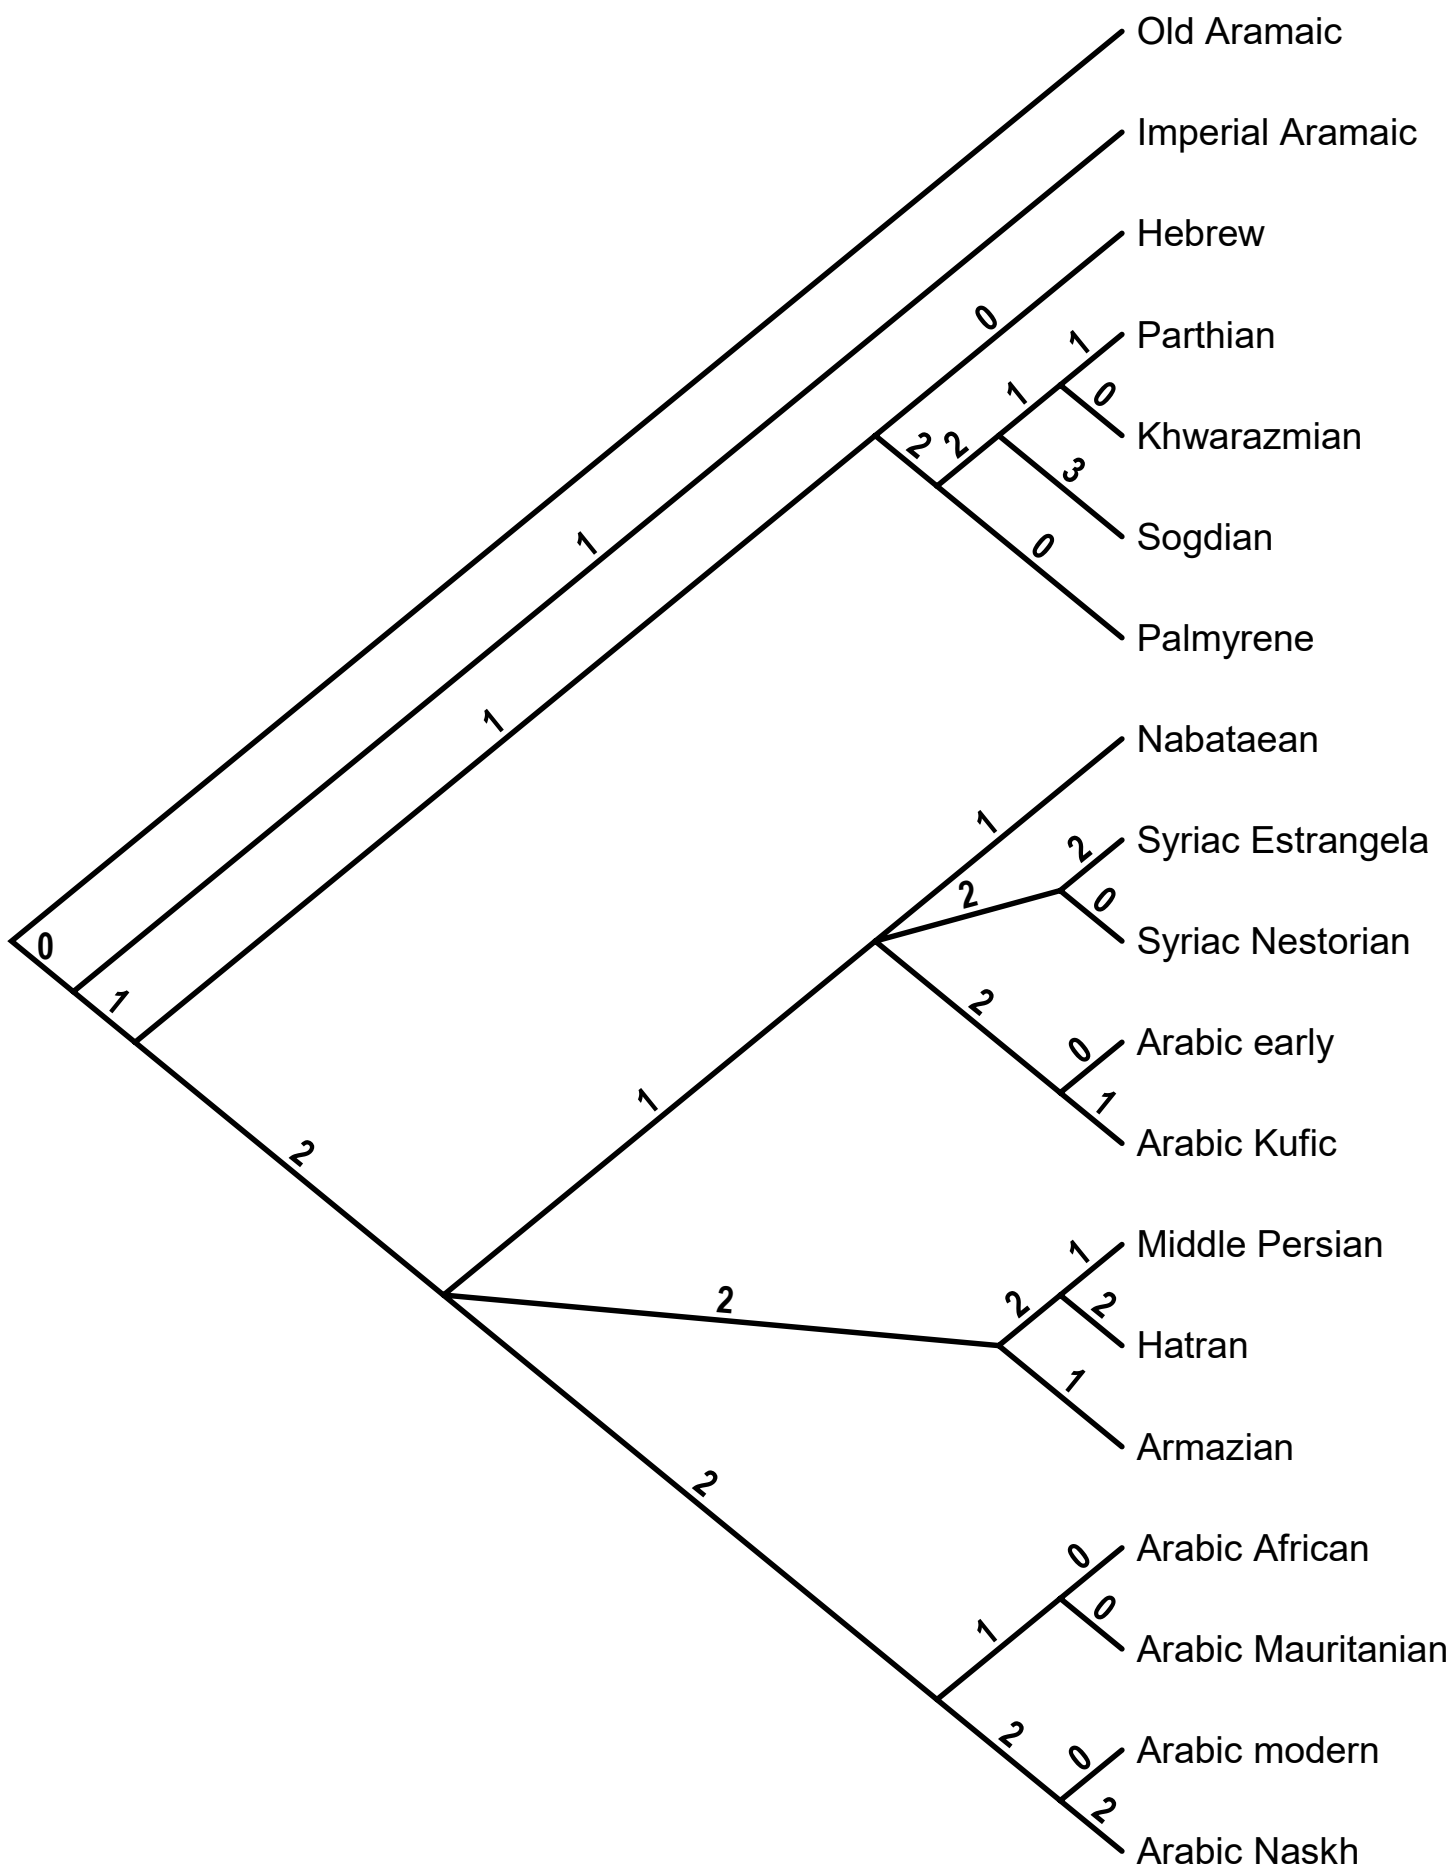 Old Aramaic
Imperial Aramaic
Hebrew
0
Parthian
1
1
0
Khwarazmian
2
2
3
Sogdian
1
0
Palmyrene
1
Nabataean
1
2
Syriac Estrangela
2
0
Syriac Nestorian
0
1
2
Arabic early
0
1
1
Arabic Kufic
2
Middle Persian
1
2
2
2
Hatran
1
Armazian
2
Arabic African
0
0
1
Arabic Mauritanian
2
Arabic modern
0
2
Arabic Naskh